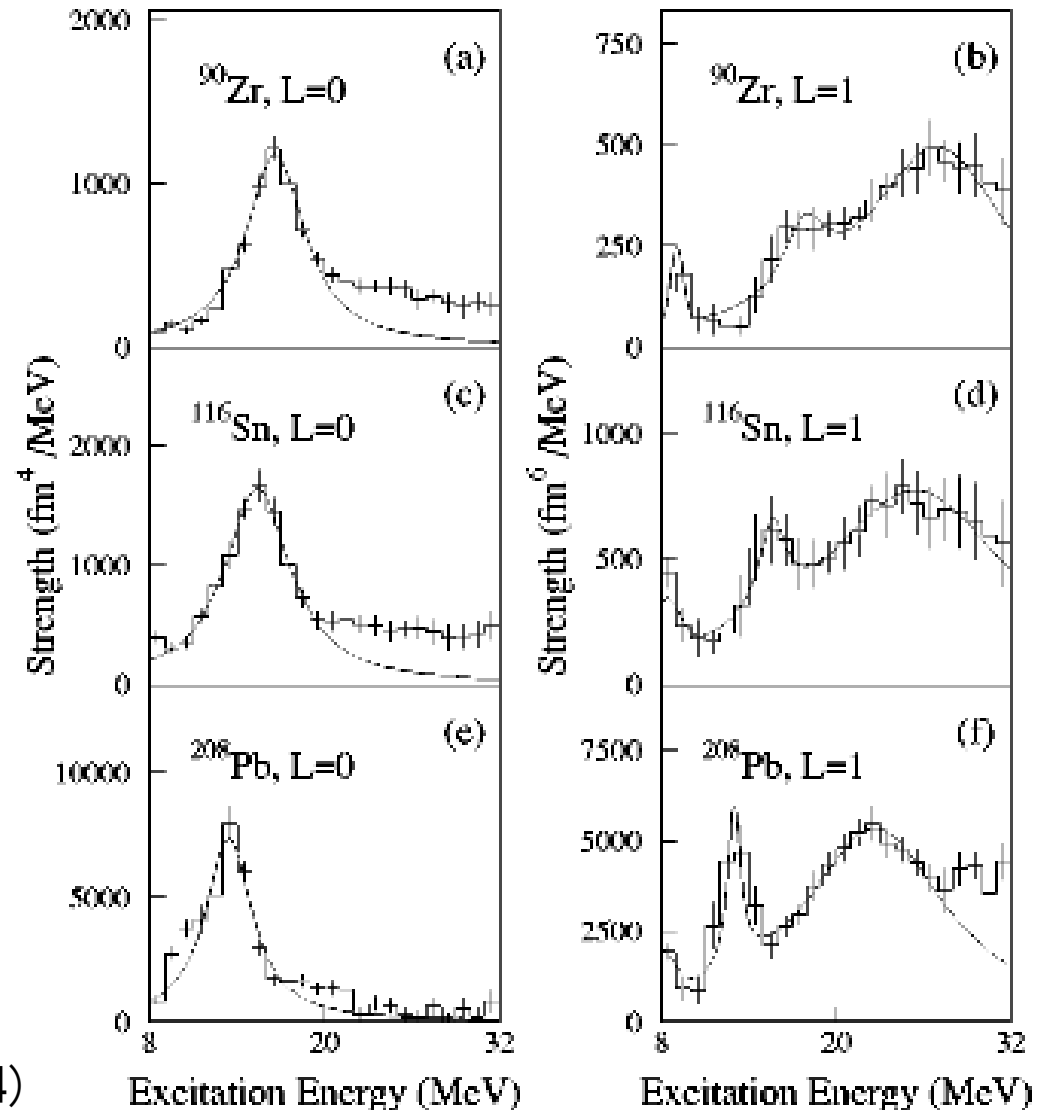 2000
1000
0
(a)
⁹⁰Zr, L=0
750
500
250
0
(b)
⁹⁰Zr, L=1
Strength (fm⁴ /MeV)
2000
1000
0
(c)
¹¹⁶Sn, L=0
Strength (fm⁶ /MeV)
1000
500
0
(d)
¹¹⁶Sn, L=1
10000
5000
0
(e)
²⁰⁸Pb, L=0
7500
5000
2500
0
(f)
²⁰⁸Pb, L=1
8 20 32
8 20 32
4)
Excitation Energy (MeV)
Excitation Energy (MeV)